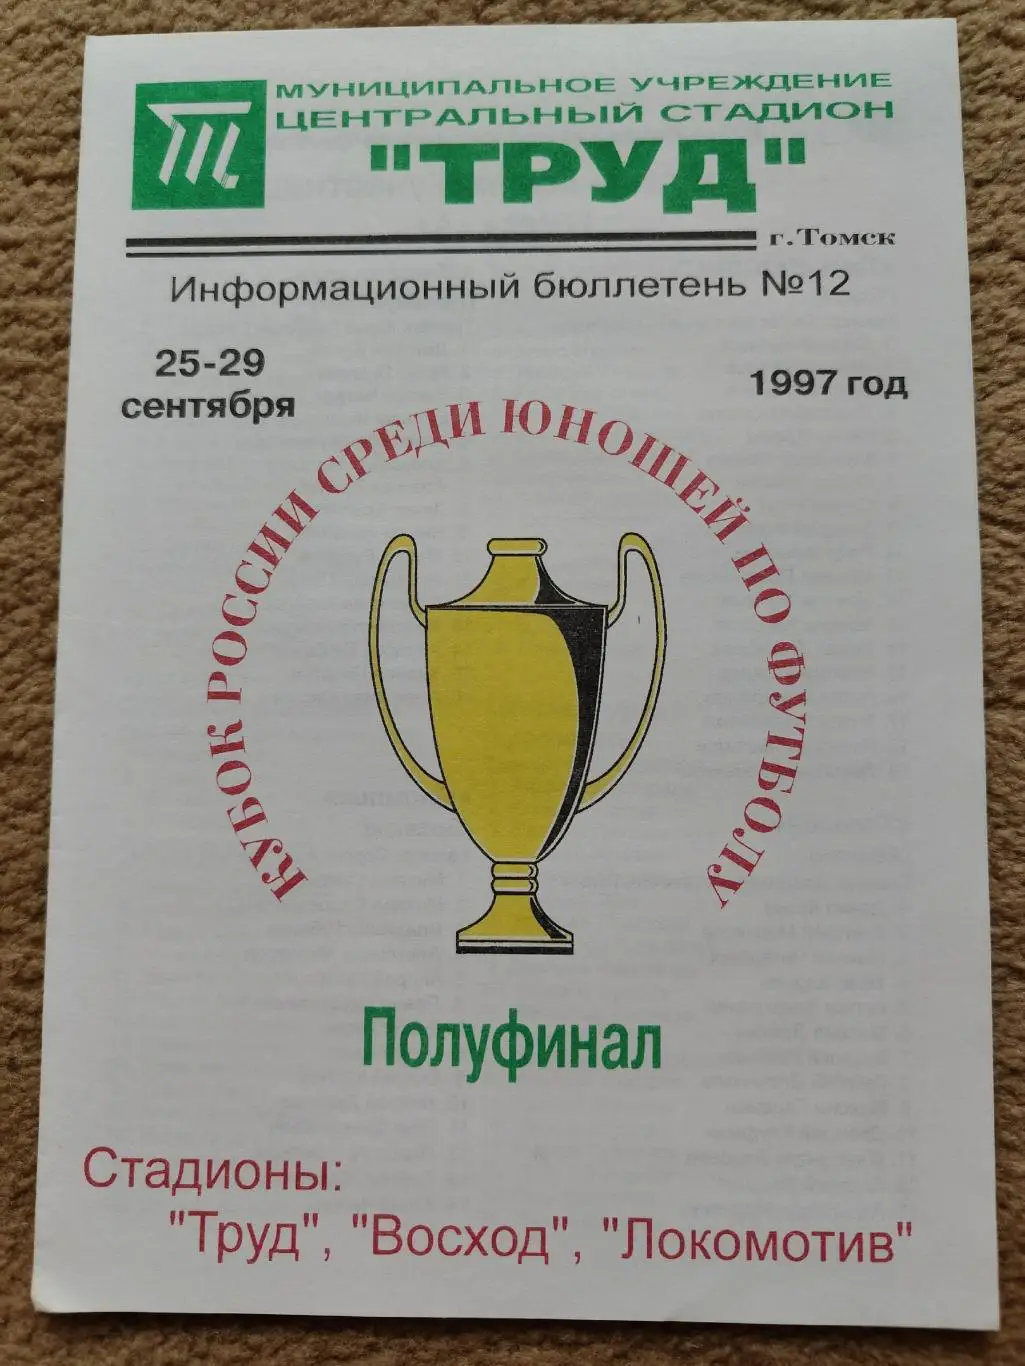 МУНИЦИПАЛЬНОЕ УЧРЕЖДЕНИЕ
ЦЕНТРАЛЬНЫЙ СТАДИОН
"ТРУД"
г.Томск
Информационный бюллетень №12
25-29
сентября
1997 год
КУБОК РОССИИ СРЕДИ ЮНОШЕЙ ПО ФУТБОЛУ
Полуфинал
Стадионы:
"Труд", "Восход", "Локомотив"